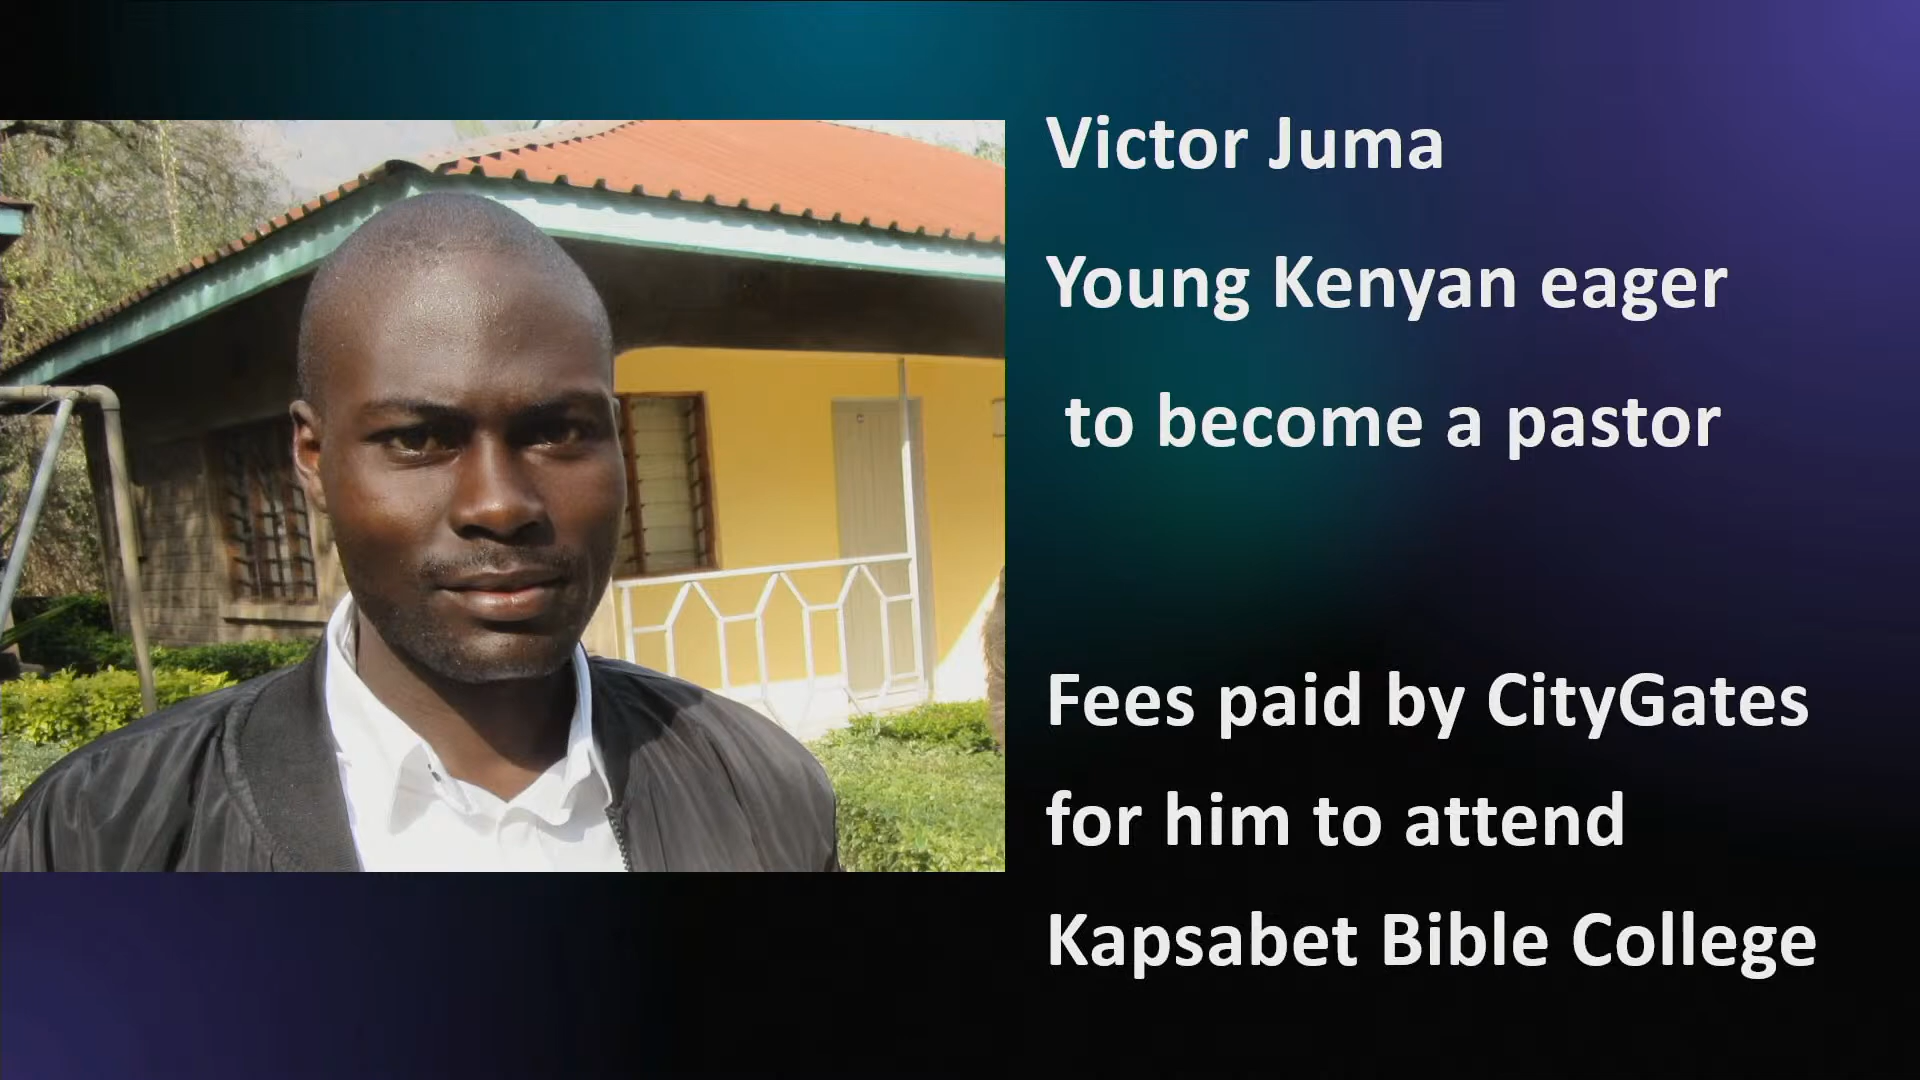 Victor Juma
Young Kenyan eager
to become a pastor
Fees paid by CityGates
for him to attend
Kapsabet Bible College